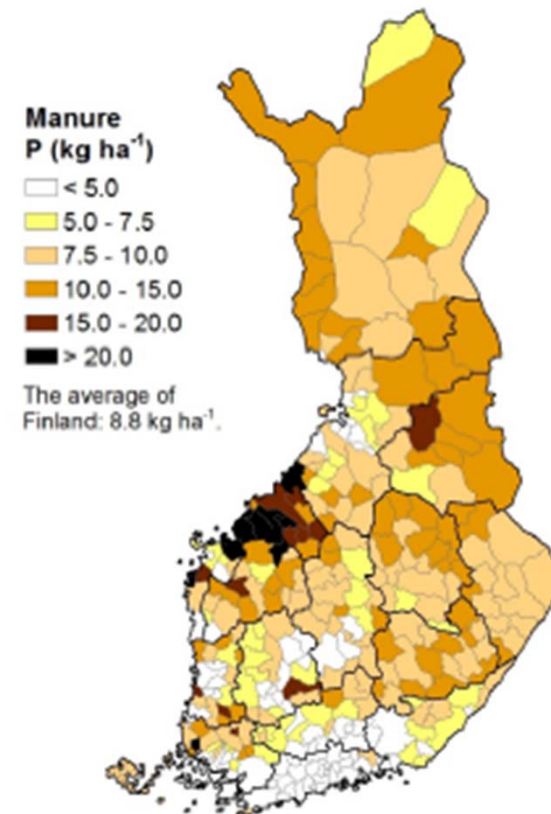 Manure
P (kg ha⁻¹)
< 5.0
5.0 - 7.5
7.5 - 10.0
10.0 - 15.0
15.0 - 20.0
> 20.0
The average of
Finland: 8.8 kg ha⁻¹.